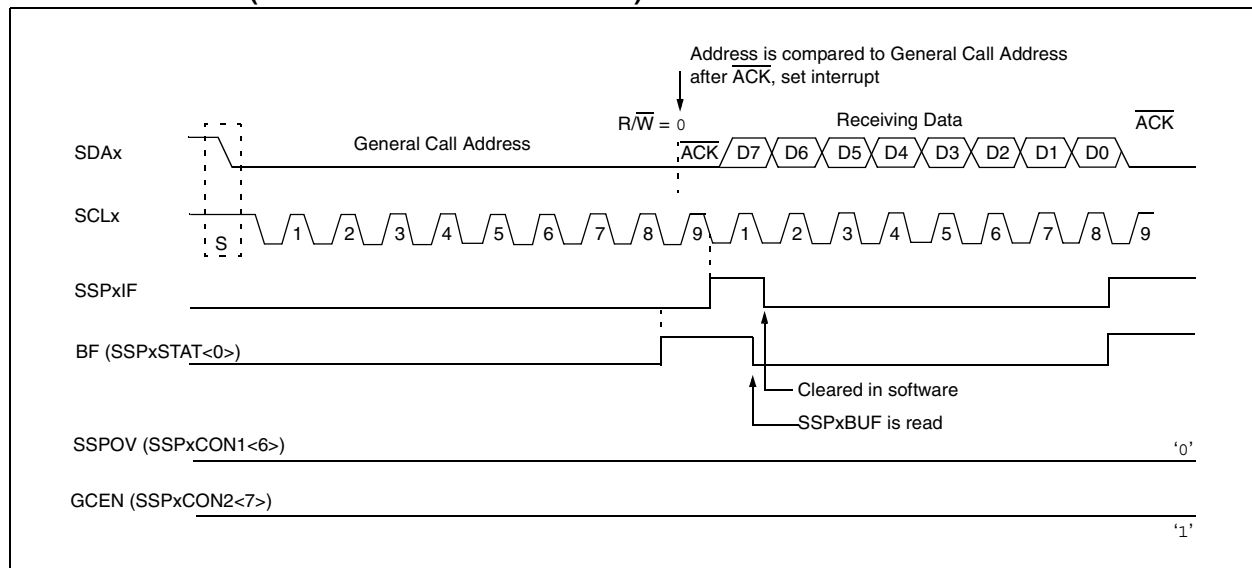 Address is compared to General Call Address
after ACK, set interrupt
R/W = 0
Receiving Data
ACK
SDAx
General Call Address
ACK D7 D6 D5 D4 D3 D2 D1 D0
SCLx
S 1 2 3 4 5 6 7 8 9 1 2 3 4 5 6 7 8 9
SSPxIF
BF (SSPxSTAT<0>)
Cleared in software
SSPxBUF is read
SSPOV (SSPxCON1<6>)
‘0’
GCEN (SSPxCON2<7>)
‘1’